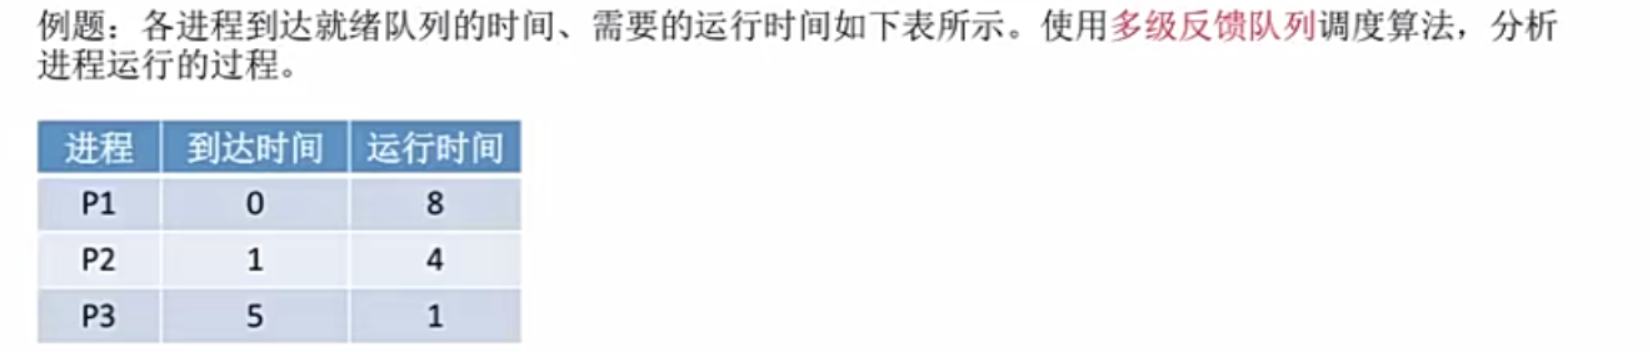 例题：各进程到达就绪队列的时间、需要的运行时间如下表所示。使用多级反馈队列调度算法，分析
进程运行的过程。
进程 到达时间 运行时间
P1 0 8
P2 1 4
P3 5 1